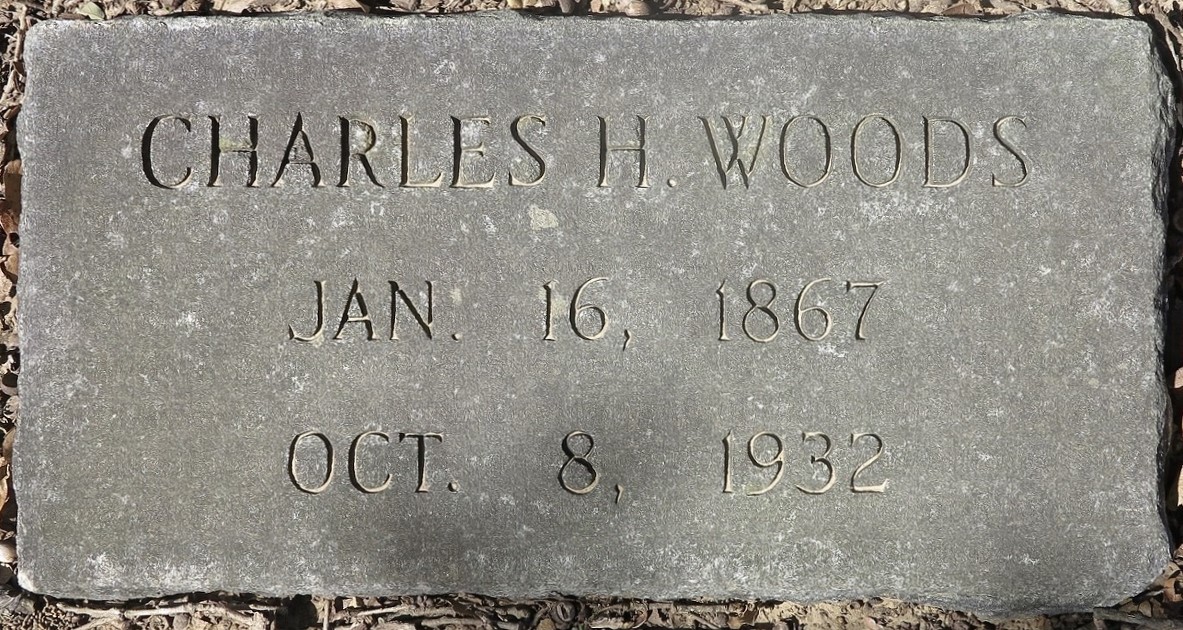 CHARLES H. WOODS
JAN. 16, 1867
OCT. 8, 1932